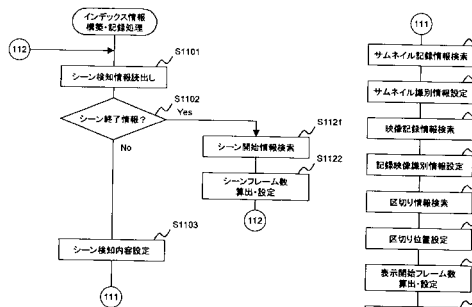 インデックス情報
構築・記録処理
112
S1101
シーン検知情報読出し
S1102
シーン終了情報?
Yes
No
S1121
シーン開始情報検索
S1122
シーンフレーム数
算出・設定
112
S1103
シーン検知内容設定
111
111
サムネイル記録情報検索
サムネイル識別情報設定
映像記録情報検索
記録映像識別情報設定
区切り情報検索
区切り位置設定
表示開始フレーム数
算出・設定